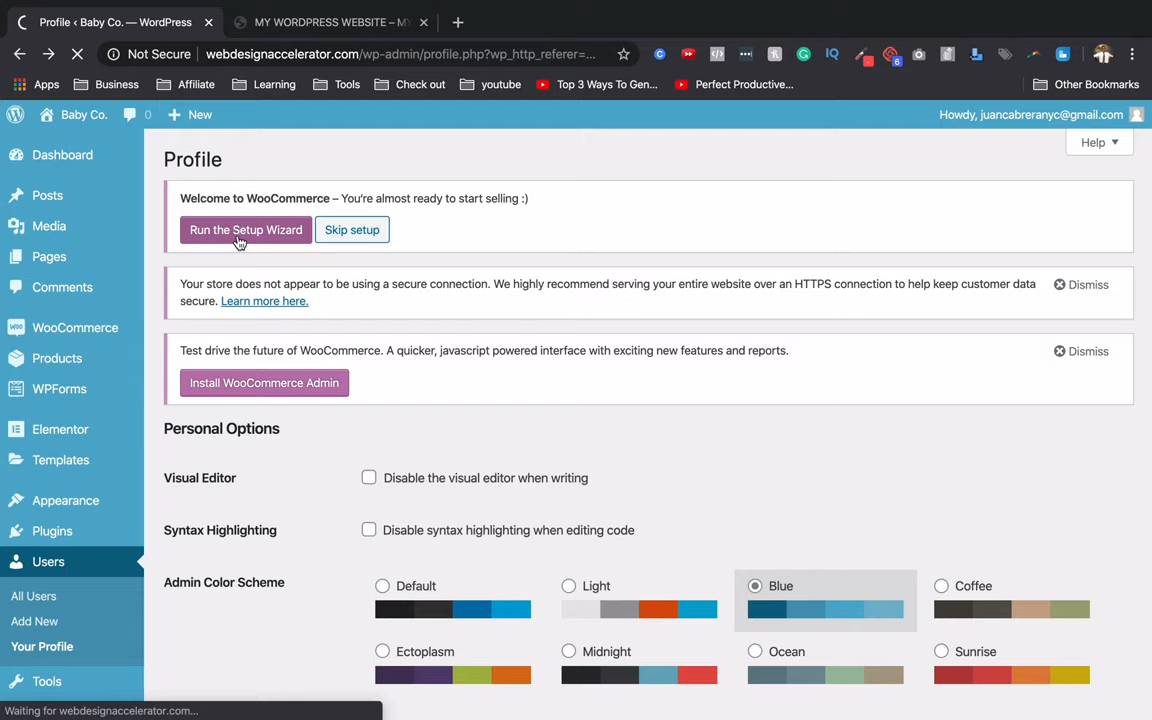 Profile ‹ Baby Co. — WordPress
MY WORDPRESS WEBSITE – MY
Not Secure
webdesignaccelerator.com/wp-admin/profile.php?wp_http_referer=...
C
IQ
6
Apps
Business
Affiliate
Learning
Tools
Check out
youtube
Top 3 Ways To Gen...
Perfect Productive...
Other Bookmarks
Baby Co.
0
New
Howdy, juancabreranyc@gmail.com
Help
Dashboard
Posts
Media
Pages
Comments
WooCommerce
Products
WPForms
Elementor
Templates
Appearance
Plugins
Users
All Users
Add New
Your Profile
Tools
Profile
Welcome to WooCommerce – You're almost ready to start selling :)
Run the Setup Wizard
Skip setup
Your store does not appear to be using a secure connection. We highly recommend serving your entire website over an HTTPS connection to help keep customer data
secure. Learn more here.
Dismiss
Test drive the future of WooCommerce. A quicker, javascript powered interface with exciting new features and reports.
Dismiss
Install WooCommerce Admin
Personal Options
Visual Editor
Disable the visual editor when writing
Syntax Highlighting
Disable syntax highlighting when editing code
Admin Color Scheme
Default
Light
Blue
Coffee
Ectoplasm
Midnight
Ocean
Sunrise
Waiting for webdesignaccelerator.com...